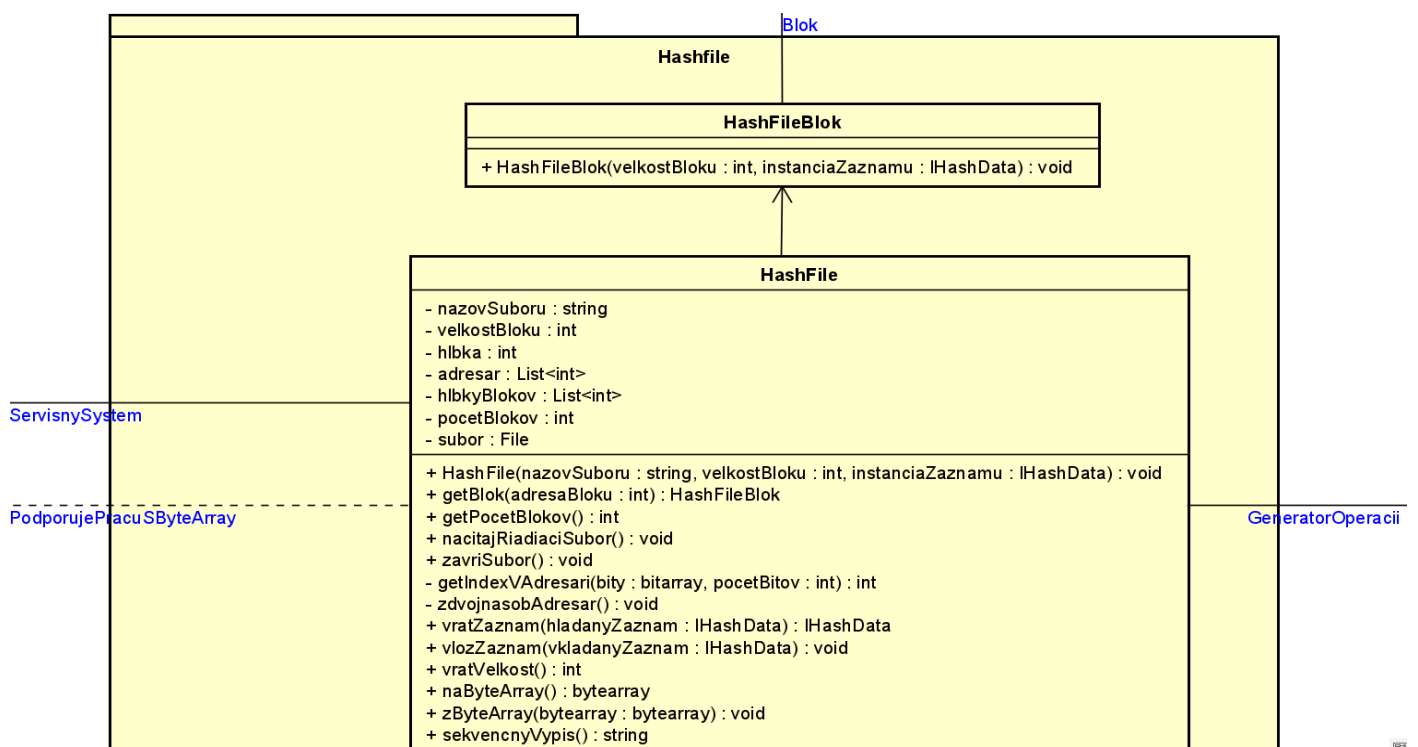 Blok
Hashfile
HashFileBlok
+ HashFileBlok(velkostBloku : int, instanciaZaznamu : IHashData) : void
HashFile
- nazovSuboru : string
- velkostBloku : int
- hlbka : int
- adresar : List<int>
- hlbkyBlokov : List<int>
- pocetBlokov : int
- subor : File
ServisnySystem
+ HashFile(nazovSuboru : string, velkostBloku : int, instanciaZaznamu : IHashData) : void
+ getBlok(adresaBloku : int) : HashFileBlok
+ getPocetBlokov() : int
+ nacitajRiadiaciSubor() : void
+ zavriSubor() : void
- getIndexVAdresari(bity : bitarray, pocetBitov : int) : int
- zdvojnasobAdresar() : void
+ vratZaznam(hladanyZaznam : IHashData) : IHashData
+ vlozZaznam(vkladanyZaznam : IHashData) : void
+ vratVelkost() : int
+ naByteArray() : bytearray
+ zByteArray(bytearray : bytearray) : void
+ sekvencnyVypis() : string
PodporujePracuSByteArray
GeneratorOperacii